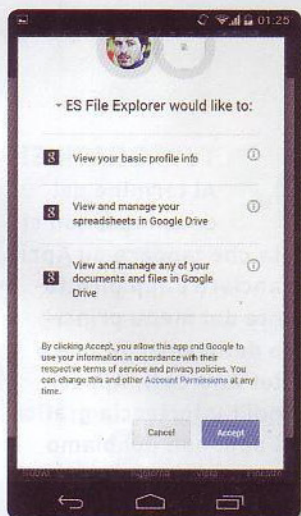 01:25
ES File Explorer would like to:
8 View your basic profile info
8 View and manage your
spreadsheets in Google Drive
8 View and manage any of your
documents and files in Google
Drive
By clicking Accept, you allow this app and Google to
use your information in accordance with their
respective terms of service and privacy policies. You
can change this and other Account Permissions at any
time.
Cancel
Accept